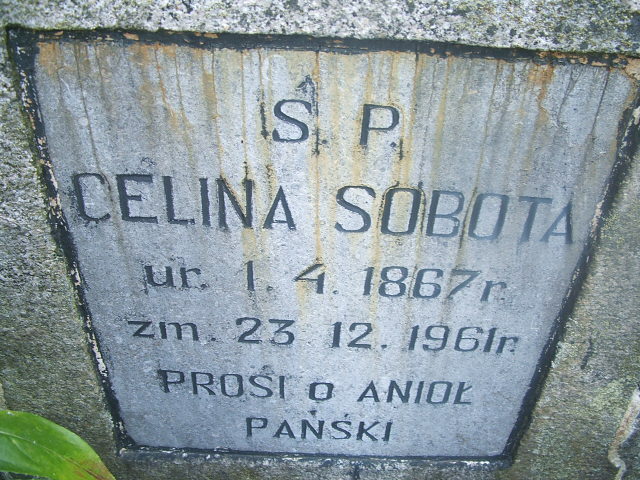 Ś. P.
CELINA SOBOTA
ur. 1. 4. 1867r.
zm. 23. 12. 1961r.
PROSI O ANIOŁ
PAŃSKI